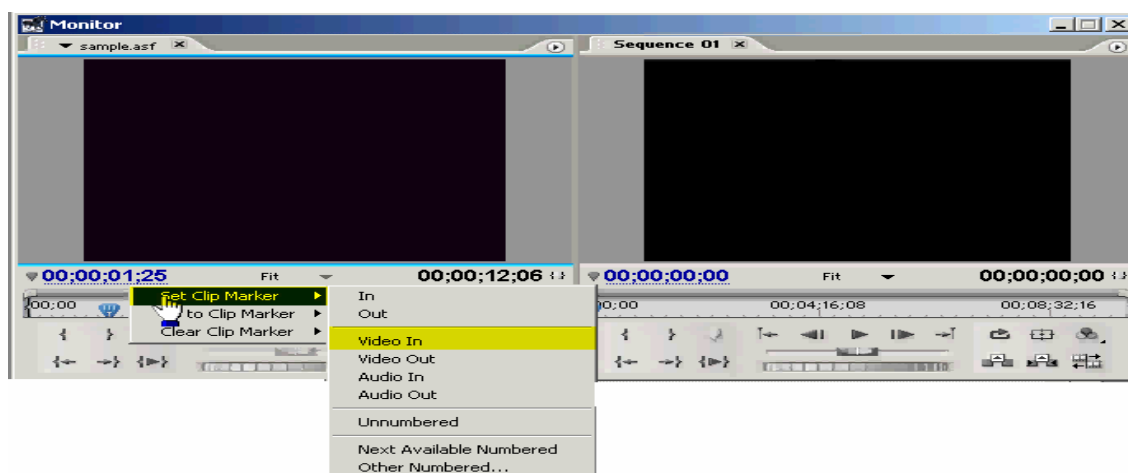 Monitor
sample.asf
Sequence 01
00;00;01;25 Fit 00;00;12;06
00;00;00;00 Fit 00;00;00;00
00;00
Set Clip Marker
to Clip Marker
Clear Clip Marker
In
Out
Video In
Video Out
Audio In
Audio Out
Unnumbered
Next Available Numbered
Other Numbered...
00;04;16;08 00;08;32;16